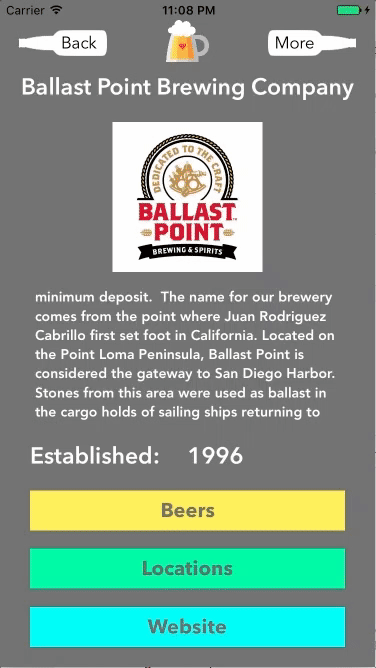 Carrier 11:08 PM
Back More
Ballast Point Brewing Company
DEDICATED TO THE CRAFT
BALLAST
POINT
BREWING & SPIRITS
minimum deposit.  The name for our brewery
comes from the point where Juan Rodriguez
Cabrillo first set foot in California. Located on
the Point Loma Peninsula, Ballast Point is
considered the gateway to San Diego Harbor.
Stones from this area were used as ballast in
the cargo holds of sailing ships returning to
Established: 1996
Beers
Locations
Website